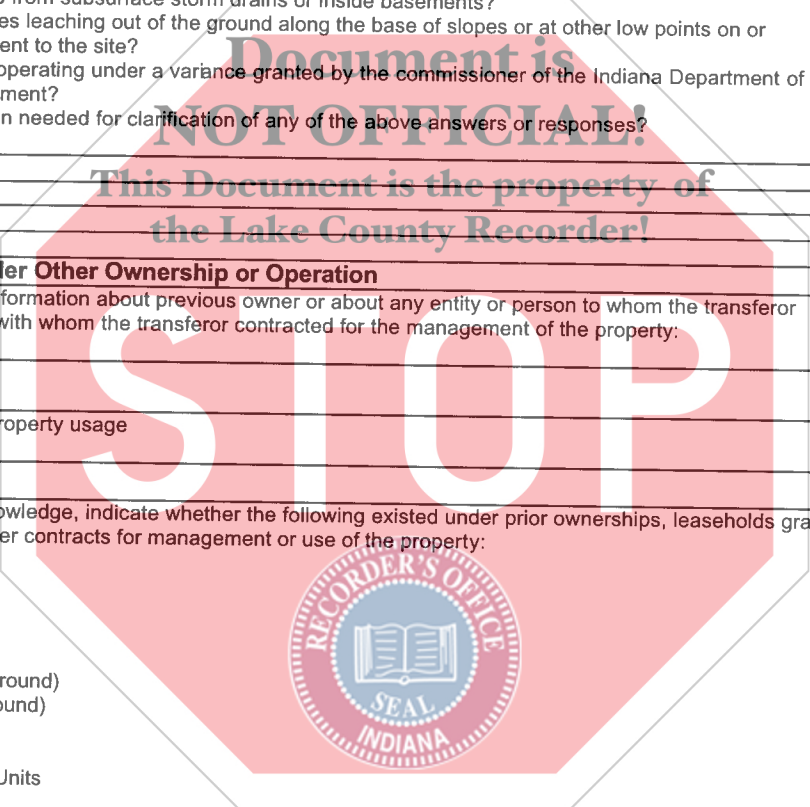 from subsurface storm drains or inside basements?
es leaching out of the ground along the base of slopes or at other low points on or
ent to the site?
Document is
operating under a variance granted by the commissioner of the Indiana Department of
ment?
n needed for clarification of any of the above answers or responses?
NOT OFFICIAL!
This Document is the property of
the Lake County Recorder!
ler Other Ownership or Operation
formation about previous owner or about any entity or person to whom the transferor
with whom the transferor contracted for the management of the property:
STOP
roperty usage
owledge, indicate whether the following existed under prior ownerships, leaseholds gra
er contracts for management or use of the property:
RECORDER'S OFFICE
SEAL
INDIANA
round)
ound)
Units